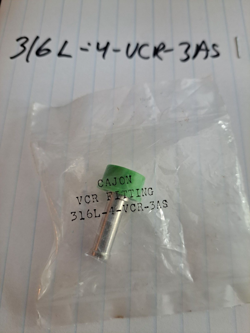 316L-4-VCR-3AS
CAJON
VCR FITTING
316L-4-VCR-3AS